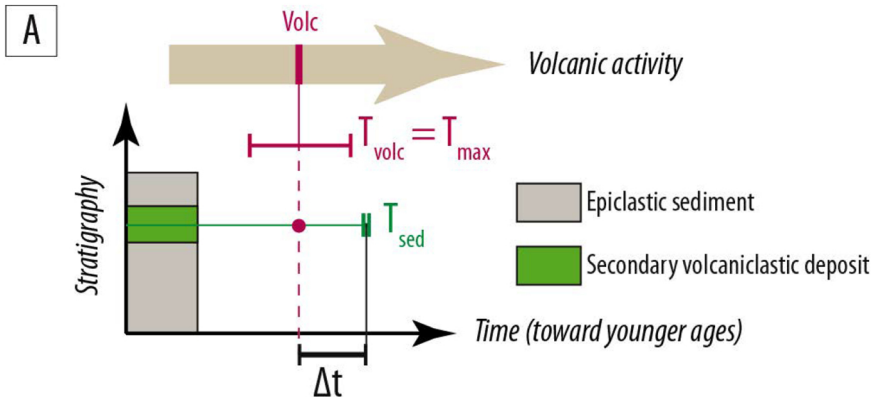 A
Volc
Volcanic activity
Tvolc = Tmax
Stratigraphy
Tsed
Epiclastic sediment
Secondary volcaniclastic deposit
Time (toward younger ages)
Δt